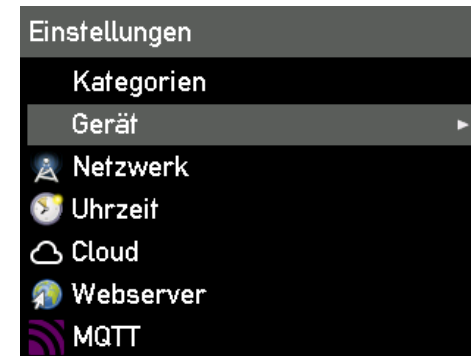 Einstellungen
Kategorien
Gerät
Netzwerk
Uhrzeit
Cloud
Webserver
MQTT